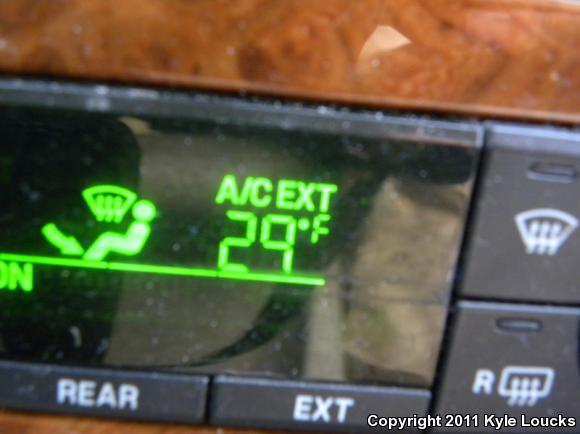 A/C EXT
29°F
ON
R
REAR
EXT
Copyright 2011 Kyle Loucks